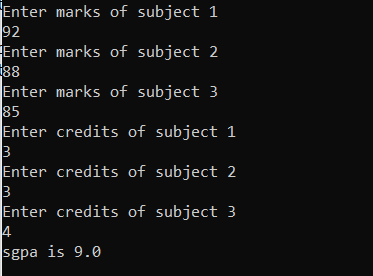 Enter marks of subject 1
92
Enter marks of subject 2
88
Enter marks of subject 3
85
Enter credits of subject 1
3
Enter credits of subject 2
3
Enter credits of subject 3
4
sgpa is 9.0